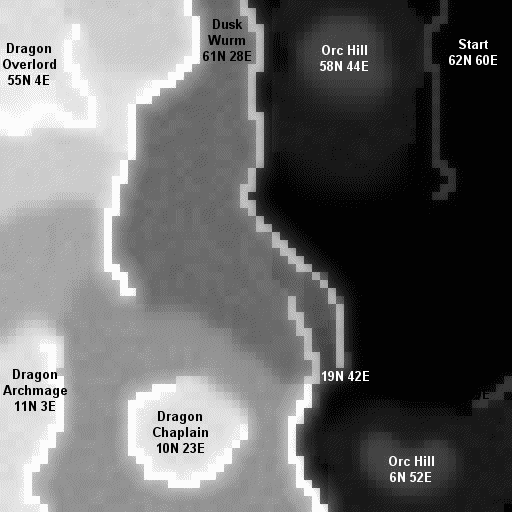 Dusk
Wurm
61N 28E
Dragon
Overlord
55N 4E
Orc Hill
58N 44E
Start
62N 60E
Dragon
Archmage
11N 3E
19N 42E
Dragon
Chaplain
10N 23E
Orc Hill
6N 52E